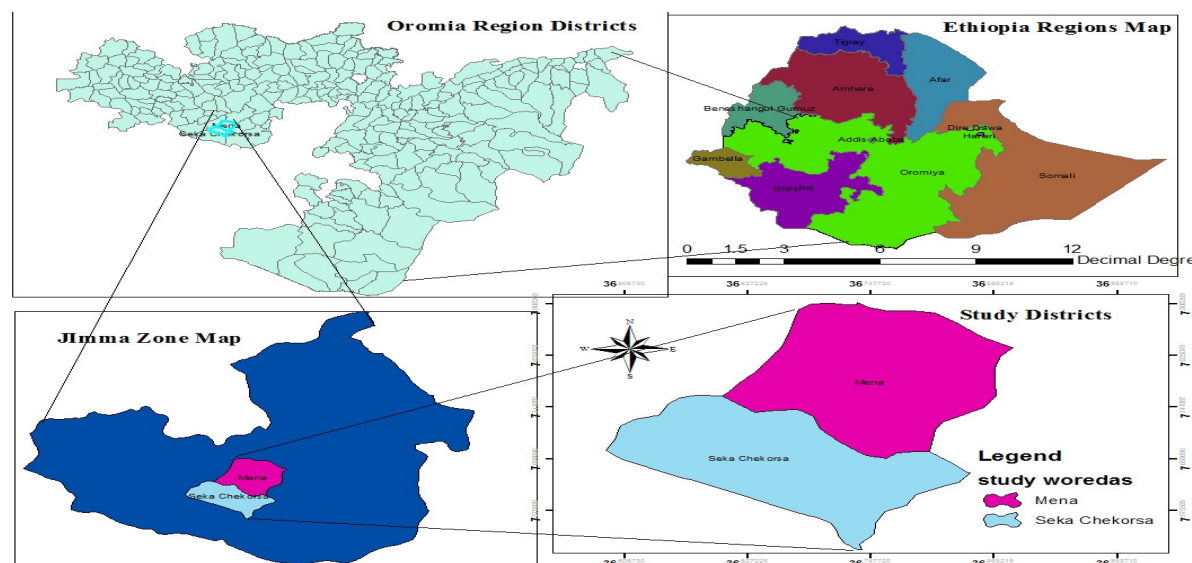 Oromia Region Districts
Mena
Seka Chekorsa
Ethiopia Regions Map
Tigray
Afar
Amhara
Beneshangul Gumuz
Dire Dawa
Harari
Addis Ababa
Gambella
Oromiya
Somali
SNNPR
0 1.5 3 6 9 12
Decimal Degre
JImma Zone Map
Mena
Seka Chekorsa
Study Districts
N
W E
S
Mena
Seka Chekorsa
Legend
study woredas
Mena
Seka Chekorsa